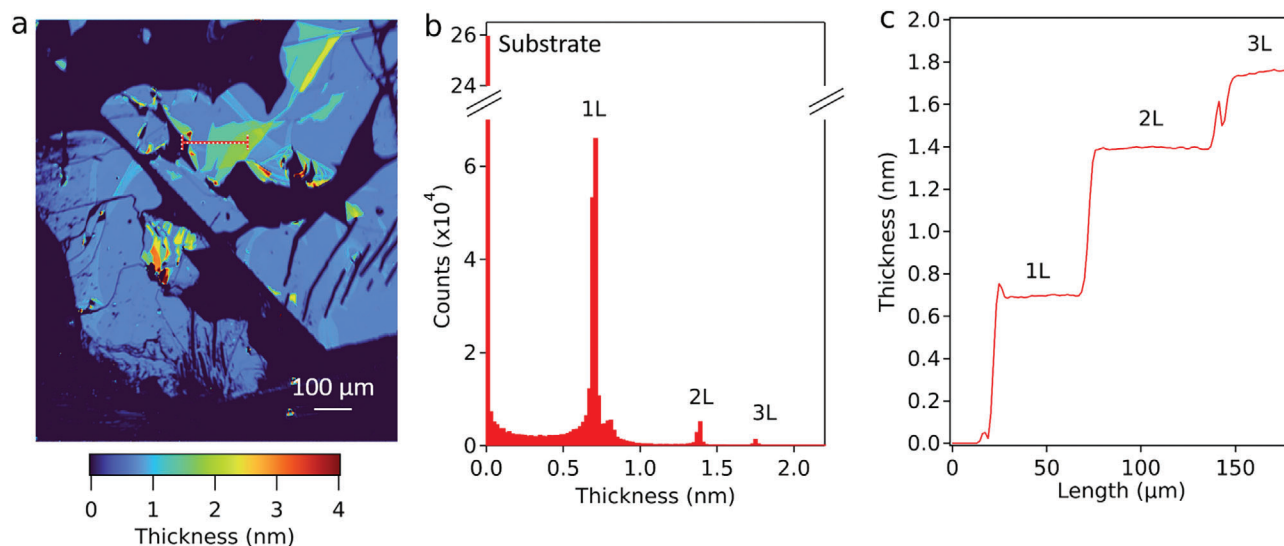 a
100 µm
0 1 2 3 4
Thickness (nm)
b
26
24
6
4
2
0
Counts (x10⁴)
Substrate
1L
2L
3L
0.0 0.5 1.0 1.5 2.0
Thickness (nm)
c
2.0
1.8
1.6
1.4
1.2
1.0
0.8
0.6
0.4
0.2
0.0
Thickness (nm)
3L
2L
1L
0 50 100 150
Length (µm)